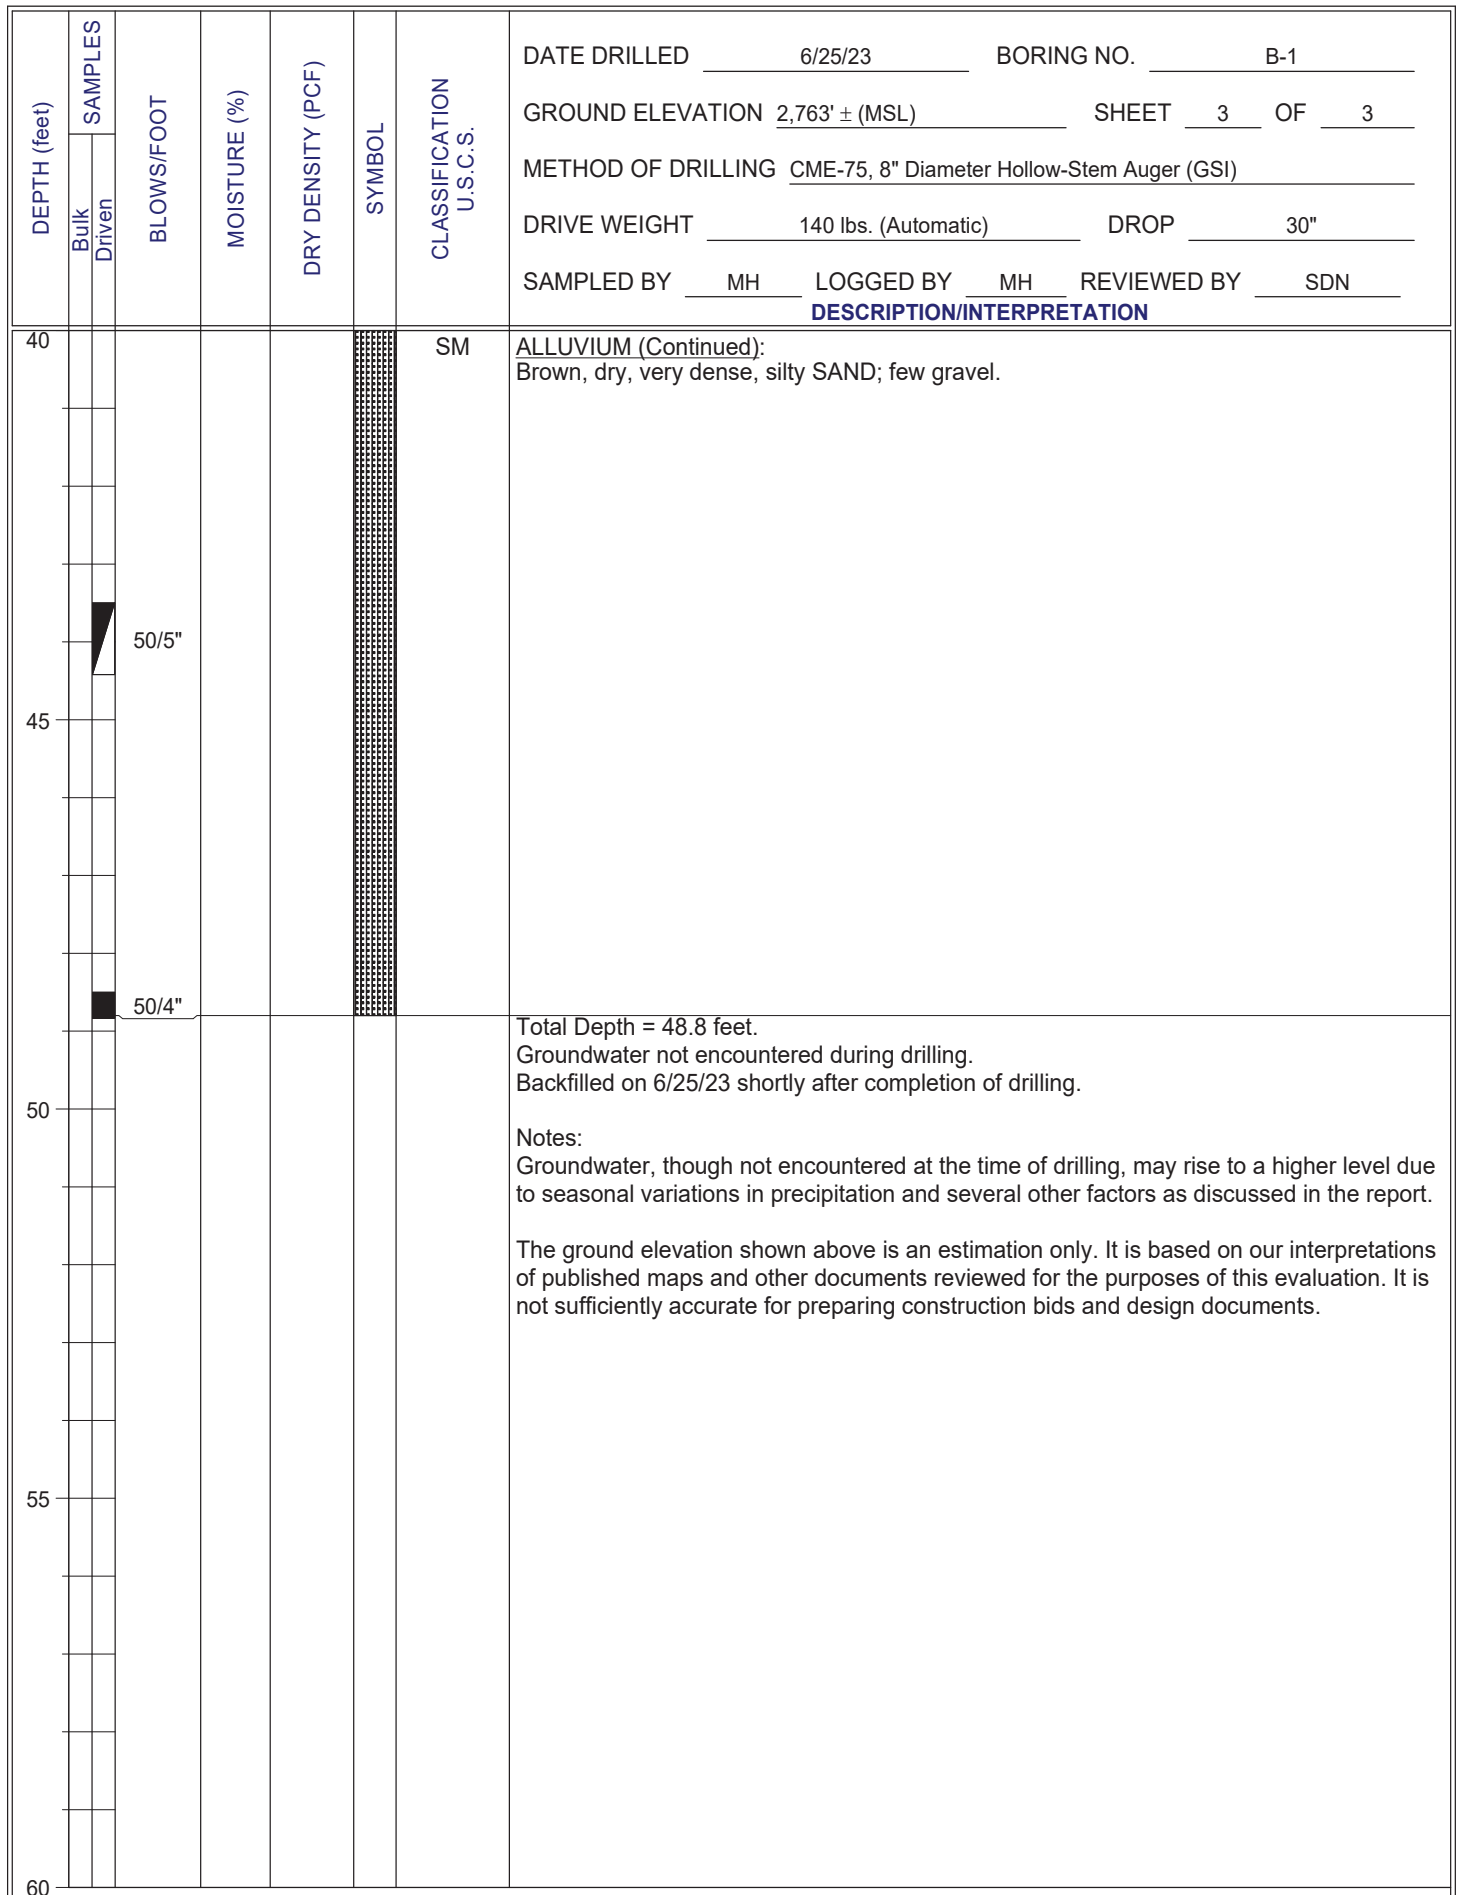 DEPTH (feet)
SAMPLES
Bulk
Driven
BLOWS/FOOT
MOISTURE (%)
DRY DENSITY (PCF)
SYMBOL
CLASSIFICATION
U.S.C.S.
DATE DRILLED 6/25/23 BORING NO. B-1
GROUND ELEVATION 2,763' ± (MSL) SHEET 3 OF 3
METHOD OF DRILLING CME-75, 8" Diameter Hollow-Stem Auger (GSI)
DRIVE WEIGHT 140 lbs. (Automatic) DROP 30"
SAMPLED BY MH LOGGED BY MH REVIEWED BY SDN
DESCRIPTION/INTERPRETATION
40 SM ALLUVIUM (Continued):
Brown, dry, very dense, silty SAND; few gravel.
50/5"
45
50/4"
Total Depth = 48.8 feet.
Groundwater not encountered during drilling.
Backfilled on 6/25/23 shortly after completion of drilling.
50
Notes:
Groundwater, though not encountered at the time of drilling, may rise to a higher level due
to seasonal variations in precipitation and several other factors as discussed in the report.
The ground elevation shown above is an estimation only. It is based on our interpretations
of published maps and other documents reviewed for the purposes of this evaluation. It is
not sufficiently accurate for preparing construction bids and design documents.
55
60